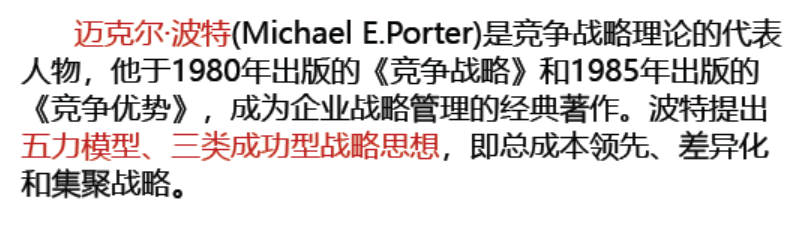 迈克尔·波特(Michael E.Porter)是竞争战略理论的代表
人物，他于1980年出版的《竞争战略》和1985年出版的
《竞争优势》，成为企业战略管理的经典著作。波特提出
五力模型、三类成功型战略思想，即总成本领先、差异化
和集聚战略。